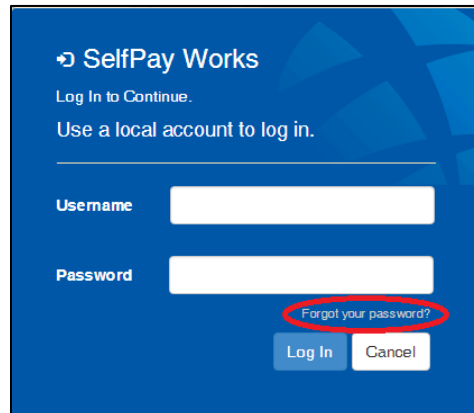 SelfPay Works
Log In to Continue.
Use a local account to log in.
Username
Password
Forgot your password?
Log In Cancel